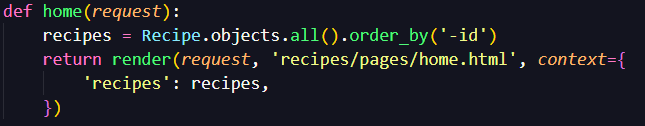 def home(request):
    recipes = Recipe.objects.all().order_by('-id')
    return render(request, 'recipes/pages/home.html', context={
        'recipes': recipes,
    })